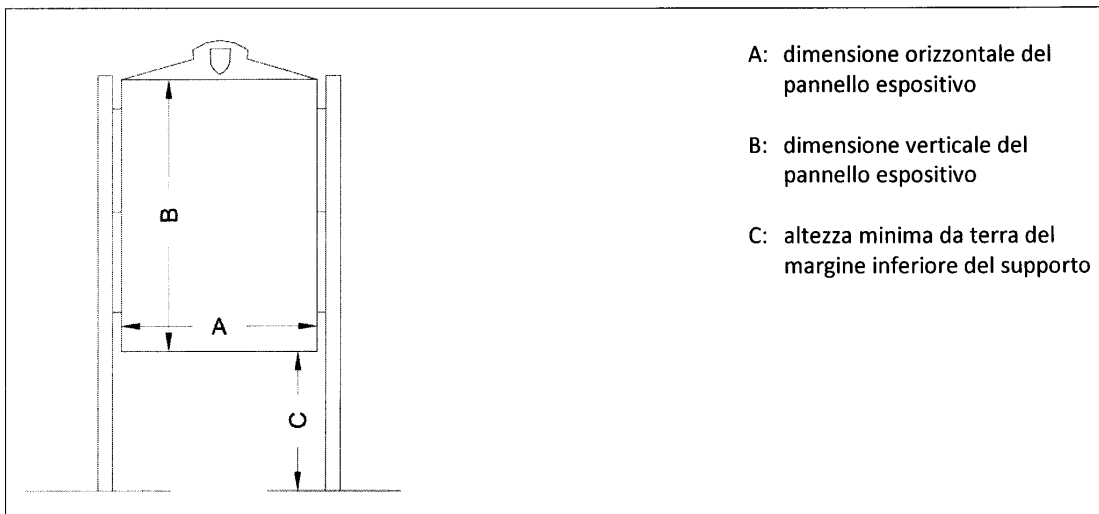 B
A
C
A: dimensione orizzontale del
pannello espositivo
B: dimensione verticale del
pannello espositivo
C: altezza minima da terra del
margine inferiore del supporto